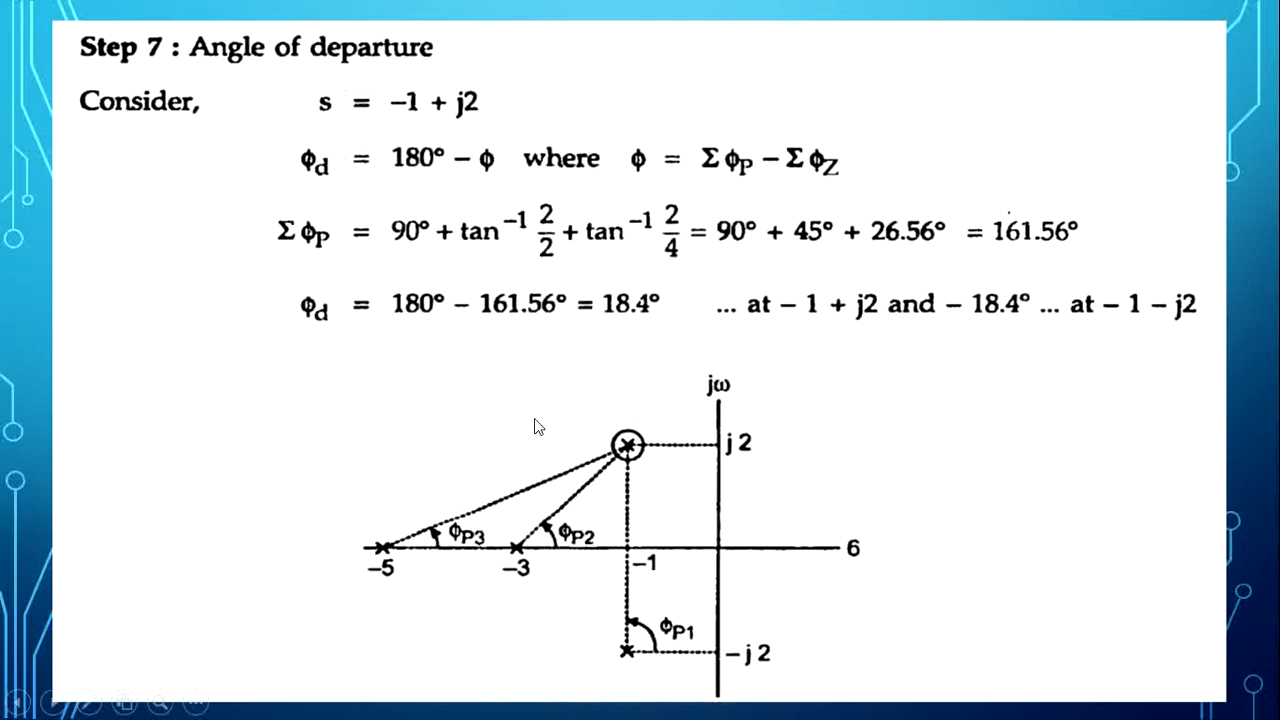 Step 7 : Angle of departure
Consider, s = –1 + j2
ϕd = 180° – ϕ where ϕ = Σ ϕP – Σ ϕZ
Σ ϕP = 90° + tan–1 2/2 + tan–1 2/4 = 90° + 45° + 26.56° = 161.56°
ϕd = 180° – 161.56° = 18.4° ... at – 1 + j2 and – 18.4° ... at – 1 – j2
jω
j 2
ϕP3 ϕP2 6
–5 –3 –1
ϕP1
– j 2